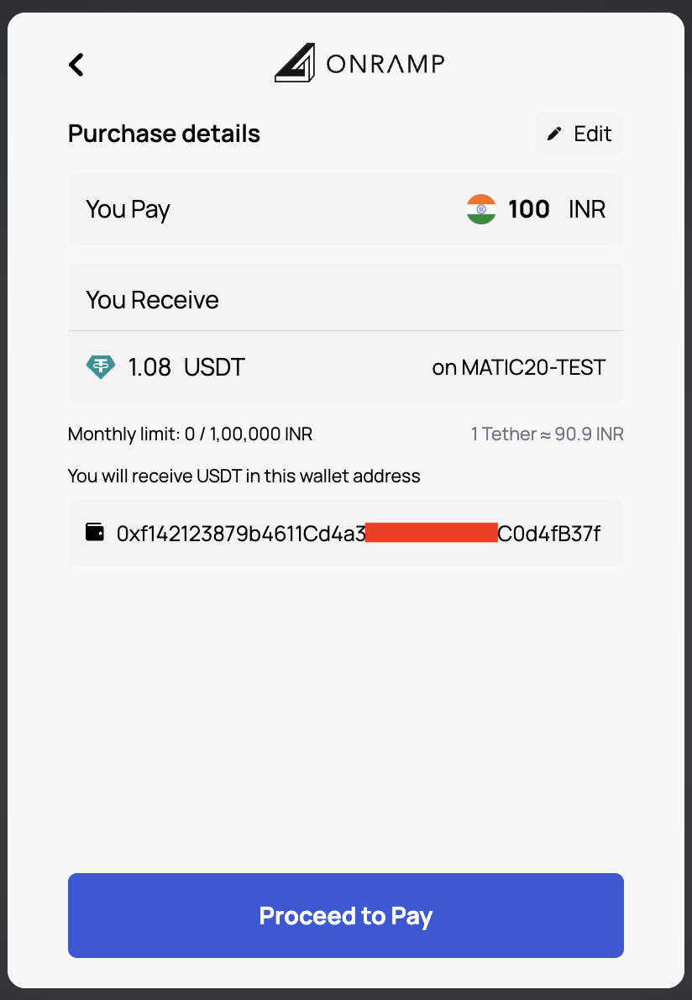 ONRAMP
Purchase details
Edit
You Pay 100 INR
You Receive
1.08 USDT on MATIC20-TEST
Monthly limit: 0 / 1,00,000 INR 1 Tether ≈ 90.9 INR
You will receive USDT in this wallet address
0xf142123879b4611Cd4a3 C0d4fB37f
Proceed to Pay